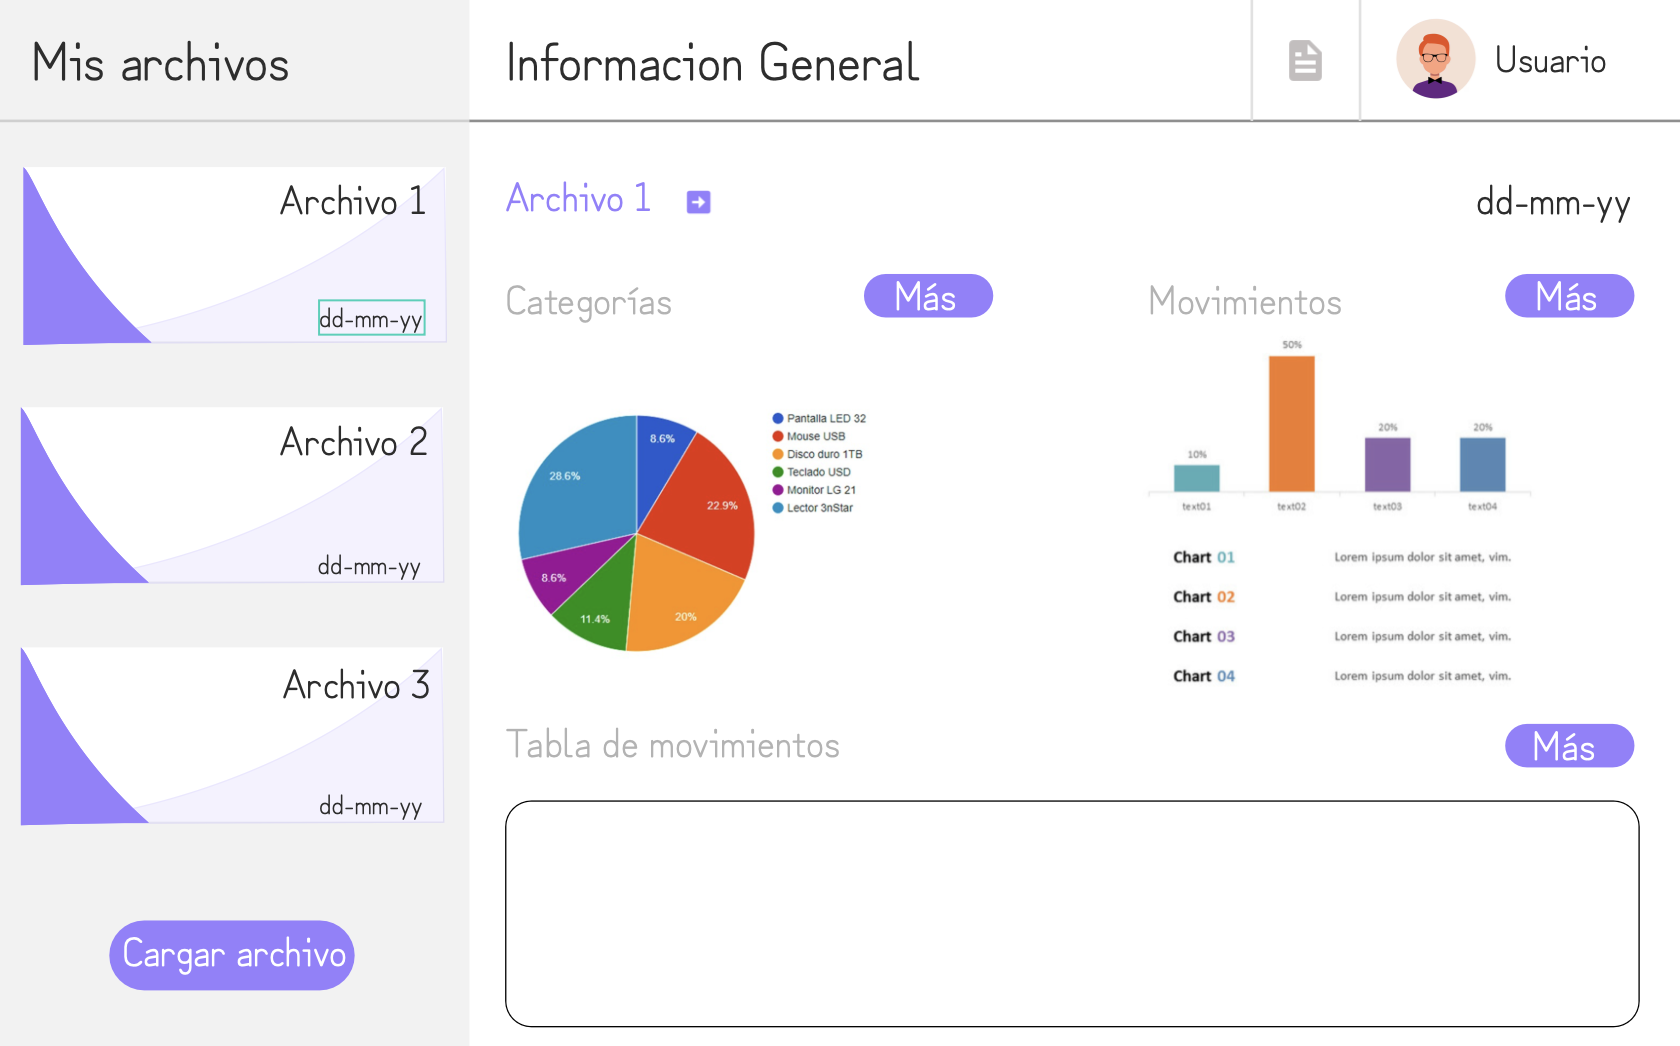 Mis archivos
Informacion General
Usuario
Archivo 1
dd-mm-yy
Archivo 2
dd-mm-yy
Archivo 3
dd-mm-yy
Cargar archivo
Archivo 1
dd-mm-yy
Categorías
Más
8.6%
22.9%
20%
11.4%
8.6%
28.6%
Pantalla LED 32
Mouse USB
Disco duro 1TB
Teclado USD
Monitor LG 21
Lector 3nStar
Movimientos
Más
10%
50%
20%
20%
text01
text02
text03
text04
Chart 01 Lorem ipsum dolor sit amet, vim.
Chart 02 Lorem ipsum dolor sit amet, vim.
Chart 03 Lorem ipsum dolor sit amet, vim.
Chart 04 Lorem ipsum dolor sit amet, vim.
Tabla de movimientos
Más